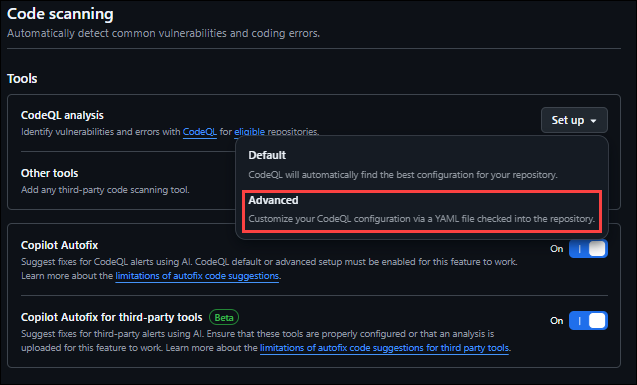 Code scanning
Automatically detect common vulnerabilities and coding errors.
Tools
CodeQL analysis
Identify vulnerabilities and errors with CodeQL for eligible repositories.
Set up
Default
CodeQL will automatically find the best configuration for your repository.
Advanced
Customize your CodeQL configuration via a YAML file checked into the repository.
Other tools
Add any third-party code scanning tool.
Copilot Autofix
Suggest fixes for CodeQL alerts using AI. CodeQL default or advanced setup must be enabled for this feature to work.
Learn more about the limitations of autofix code suggestions.
On
Copilot Autofix for third-party tools Beta
Suggest fixes for third-party alerts using AI. Ensure that these tools are properly configured or that an analysis is
uploaded for this feature to work. Learn more about the limitations of autofix code suggestions for third party tools.
On